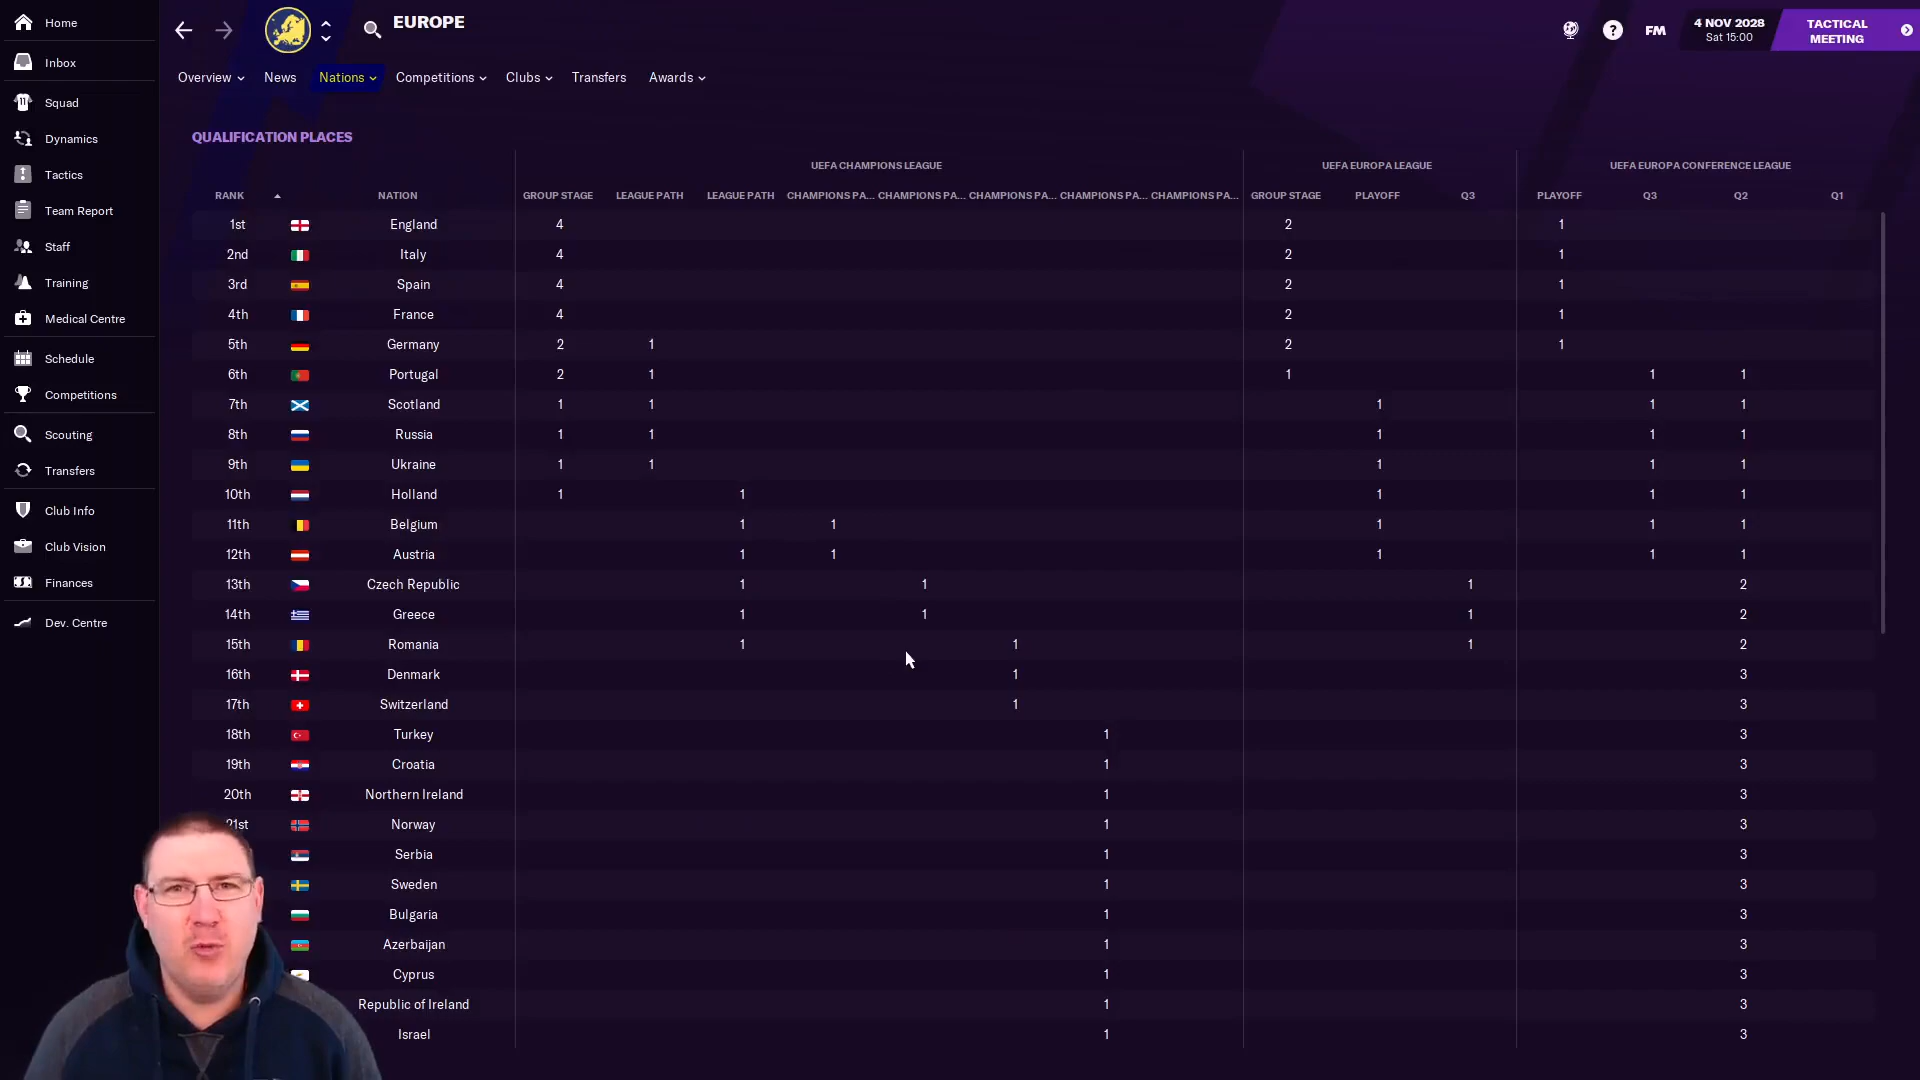 Home
Inbox
Squad
Dynamics
Tactics
Team Report
Staff
Training
Medical Centre
Schedule
Competitions
Scouting
Transfers
Club Info
Club Vision
Finances
Dev. Centre
EUROPE
FM
4 NOV 2028
Sat 15:00
TACTICAL
MEETING
Overview News Nations Competitions Clubs Transfers Awards
QUALIFICATION PLACES
UEFA CHAMPIONS LEAGUE UEFA EUROPA LEAGUE UEFA EUROPA CONFERENCE LEAGUE
RANK NATION GROUP STAGE LEAGUE PATH LEAGUE PATH CHAMPIONS PA... CHAMPIONS PA... CHAMPIONS PA... CHAMPIONS PA... CHAMPIONS PA... GROUP STAGE PLAYOFF Q3 PLAYOFF Q3 Q2 Q1
1st England 4 2 1
2nd Italy 4 2 1
3rd Spain 4 2 1
4th France 4 2 1
5th Germany 2 1 2 1
6th Portugal 2 1 1 1 1
7th Scotland 1 1 1 1 1
8th Russia 1 1 1 1 1
9th Ukraine 1 1 1 1 1
10th Holland 1 1 1 1 1
11th Belgium 1 1 1 1 1
12th Austria 1 1 1 1 1
13th Czech Republic 1 1 1 2
14th Greece 1 1 1 2
15th Romania 1 1 1 2
16th Denmark 1 3
17th Switzerland 1 3
18th Turkey 1 3
19th Croatia 1 3
20th Northern Ireland 1 3
21st Norway 1 3
Serbia 1 3
Sweden 1 3
Bulgaria 1 3
Azerbaijan 1 3
Cyprus 1 3
Republic of Ireland 1 3
Israel 1 3